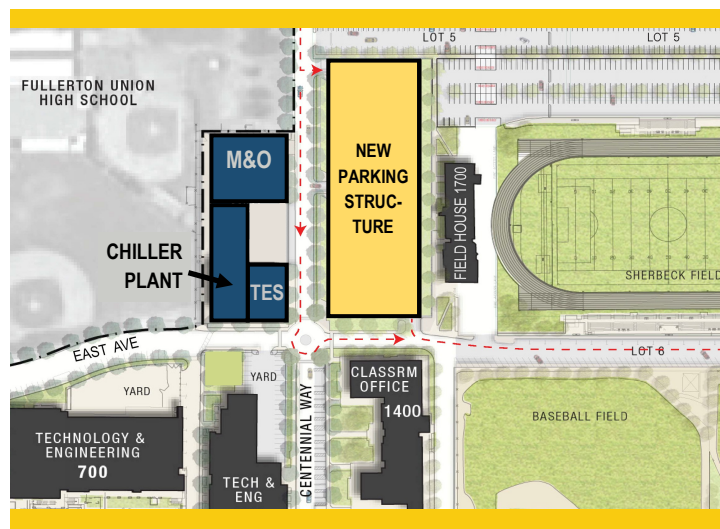 LOT 5
LOT 5
FULLERTON UNION
HIGH SCHOOL
M&O
NEW
PARKING
STRUC-
TURE
FIELD HOUSE 1700
CHILLER
PLANT
TES
SHERBECK FIELD
EAST AVE
LOT 6
YARD
YARD
CENTENNIAL WAY
CLASSRM
OFFICE
1400
BASEBALL FIELD
TECHNOLOGY &
ENGINEERING
700
TECH &
ENG